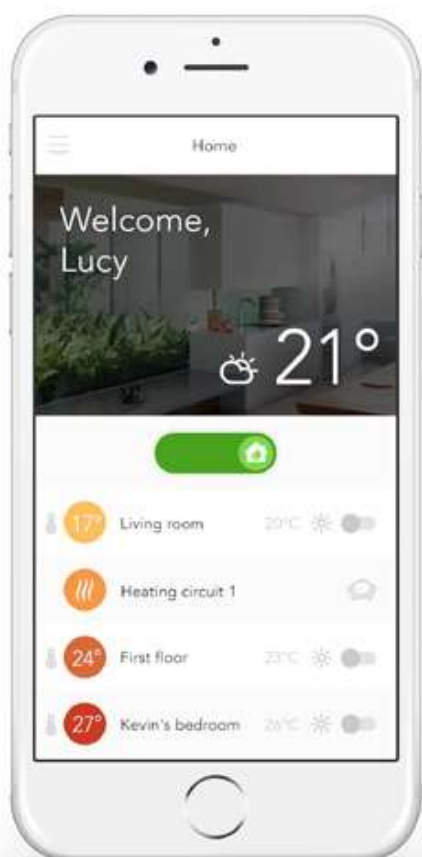 Home
Welcome,
Lucy
21°
17° Living room 20°C
Heating circuit 1
24° First floor 23°C
27° Kevin's bedroom 26°C